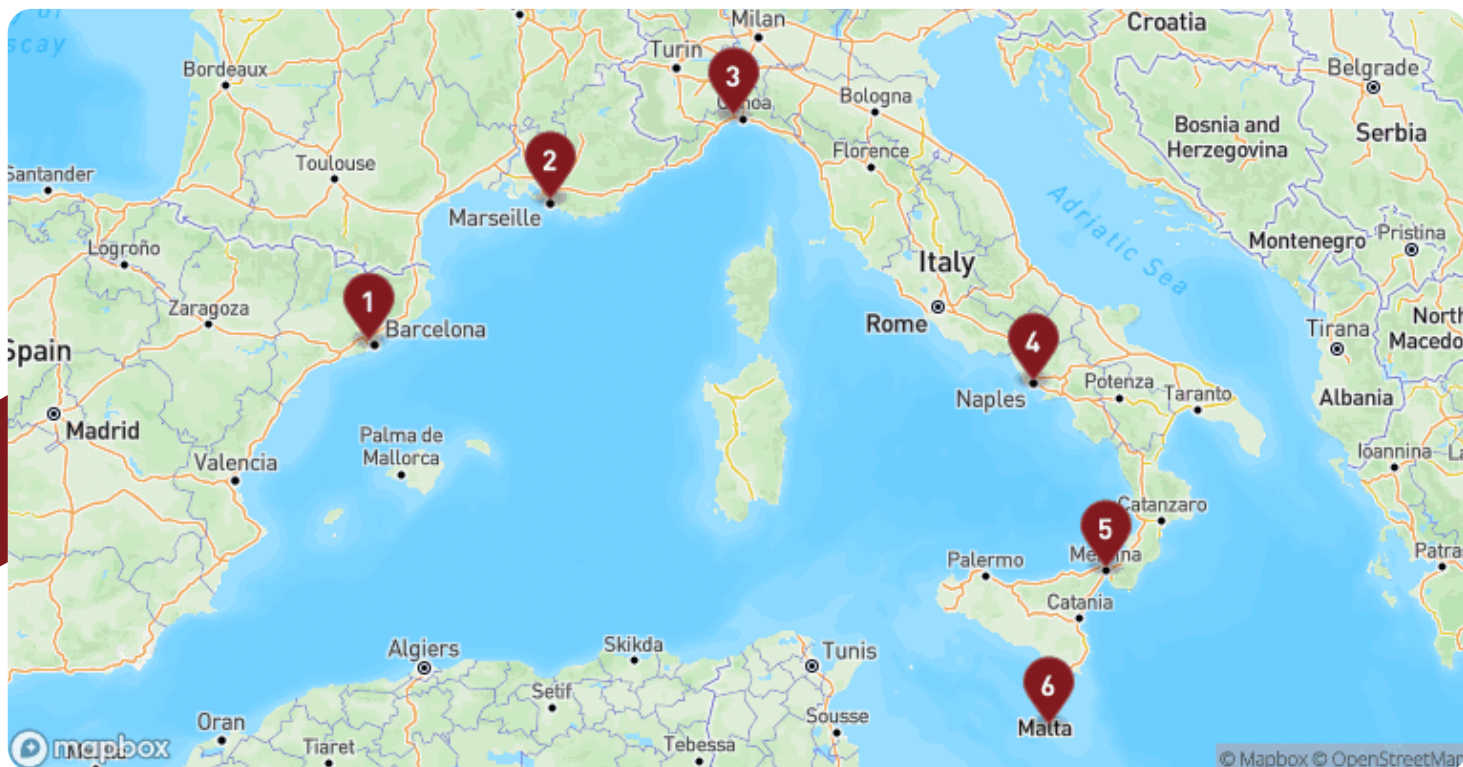 Milan
Croatia
Turin
3
Bordeaux
Belgrade
Bologna
Bosnia and
Herzegovina
Serbia
2
Toulouse
Florence
Santander
Marseille
Adriatic Sea
Logroño
Montenegro
Pristina
Italy
1
Zaragoza
Barcelona
Rome
Tirana
North
Macedo
Spain
4
Naples
Potenza
Taranto
Albania
Madrid
Palma de
Mallorca
Valencia
Ioannina
La
Catanzaro
5
Palermo
Patra
Catania
Algiers
Skikda
Tunis
Setif
6
Malta
Oran
Sousse
mapbox
Tiaret
Tebessa
© Mapbox © OpenStreetMap